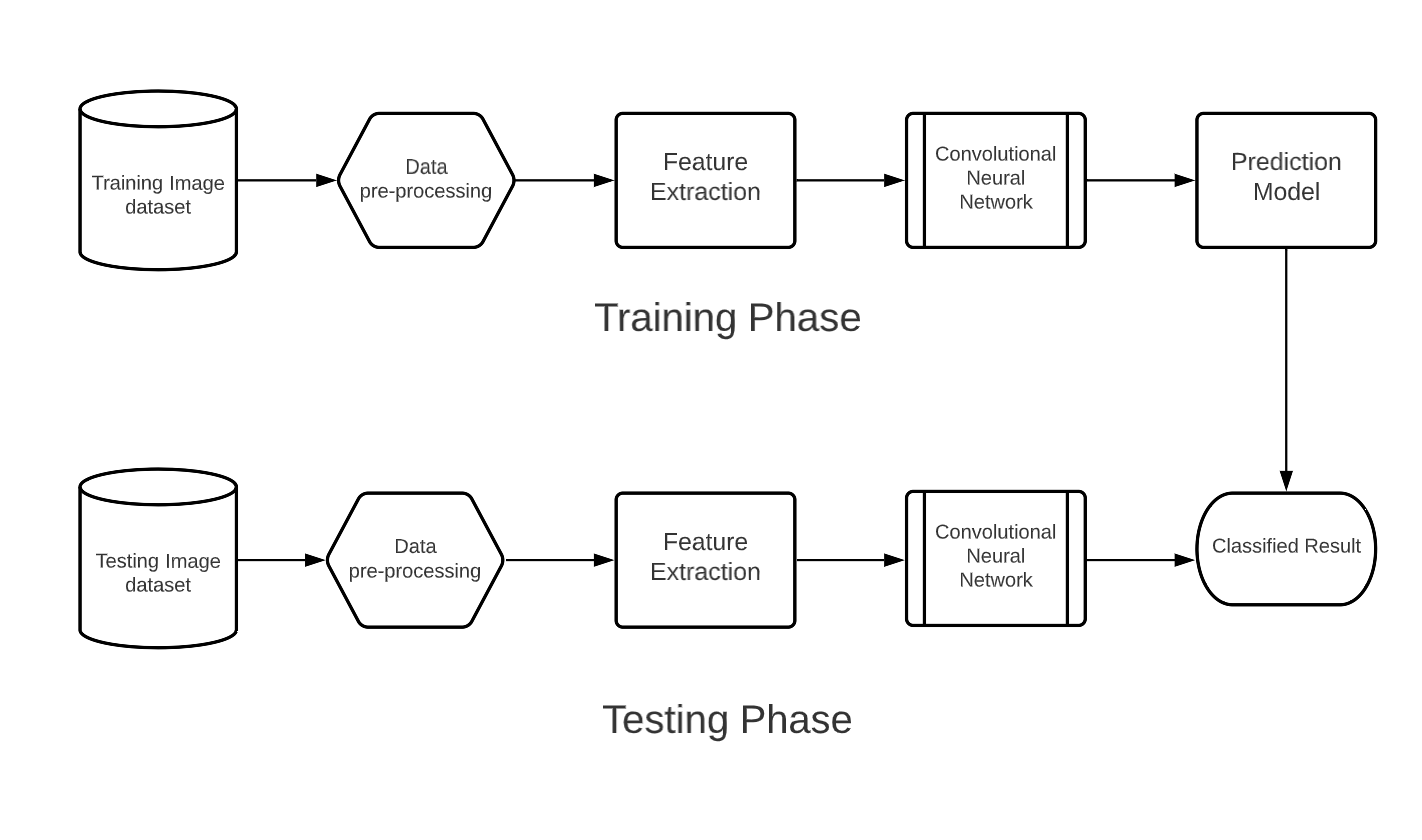 Training Image
dataset
Data
pre-processing
Feature
Extraction
Convolutional
Neural
Network
Prediction
Model
Training Phase
Testing Image
dataset
Data
pre-processing
Feature
Extraction
Convolutional
Neural
Network
Classified Result
Testing Phase